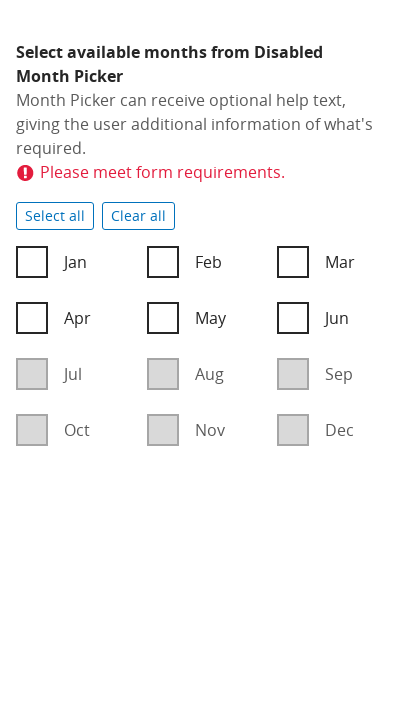 Select available months from Disabled
Month Picker
Month Picker can receive optional help text,
giving the user additional information of what's
required.
Please meet form requirements.
Select all Clear all
Jan Feb Mar
Apr May Jun
Jul Aug Sep
Oct Nov Dec